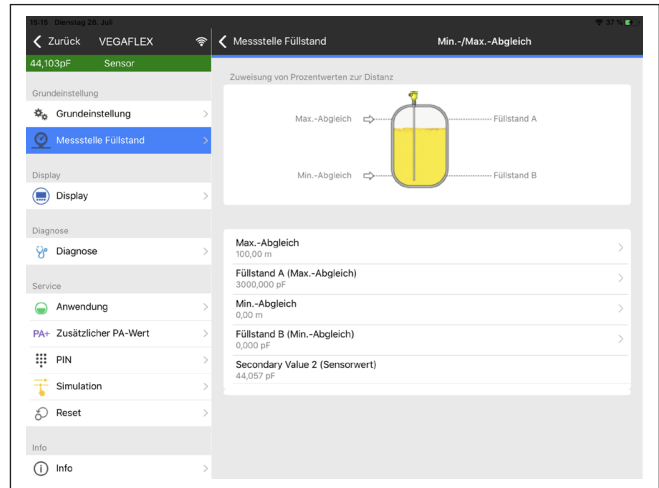 15:15 Dienstag 26. Juli
37 %
Zurück VEGAFLEX
44,103pF Sensor
Grundeinstellung
Grundeinstellung
Messstelle Füllstand
Display
Display
Diagnose
Diagnose
Service
Anwendung
PA+ Zusätzlicher PA-Wert
PIN
Simulation
Reset
Info
Info
Messstelle Füllstand
Min.-/Max.-Abgleich
Zuweisung von Prozentwerten zur Distanz
Max.-Abgleich Füllstand A
Min.-Abgleich Füllstand B
Max.-Abgleich
100,00 m
Füllstand A (Max.-Abgleich)
3000,000 pF
Min.-Abgleich
0,00 m
Füllstand B (Min.-Abgleich)
0,000 pF
Secondary Value 2 (Sensorwert)
44,057 pF